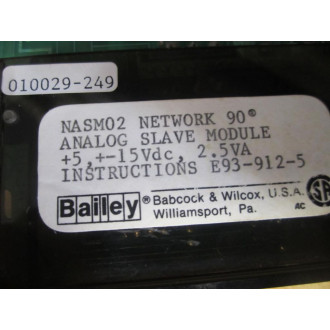 010029-249
NASM02 NETWORK 90®
ANALOG SLAVE MODULE
+5,+-15Vdc, 2.5VA
INSTRUCTIONS E93-912-5
Bailey® Babcock & Wilcox, U.S.A.
Williamsport, Pa.
AC